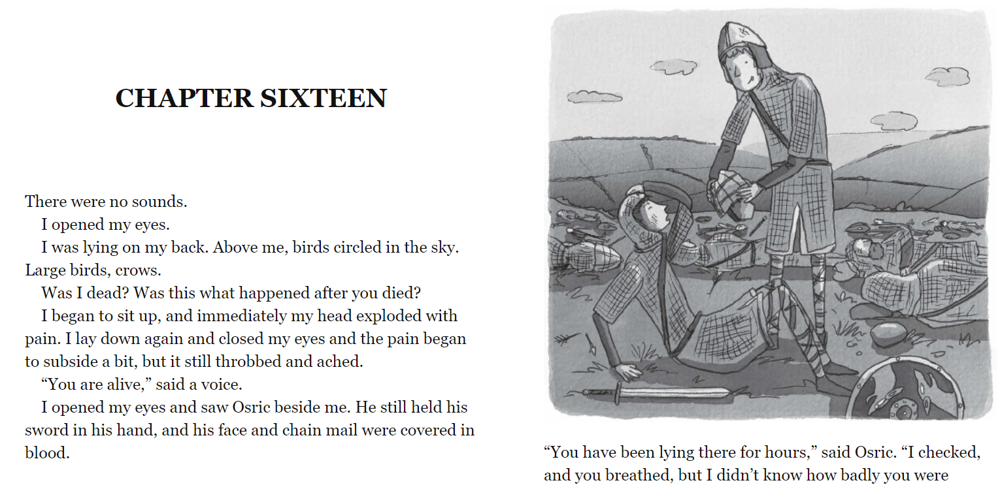 CHAPTER SIXTEEN
There were no sounds.
I opened my eyes.
I was lying on my back. Above me, birds circled in the sky.
Large birds, crows.
Was I dead? Was this what happened after you died?
I began to sit up, and immediately my head exploded with
pain. I lay down again and closed my eyes and the pain began
to subside a bit, but it still throbbed and ached.
“You are alive,” said a voice.
I opened my eyes and saw Osric beside me. He still held his
sword in his hand, and his face and chain mail were covered in
blood.
“You have been lying there for hours,” said Osric. “I checked,
and you breathed, but I didn’t know how badly you were